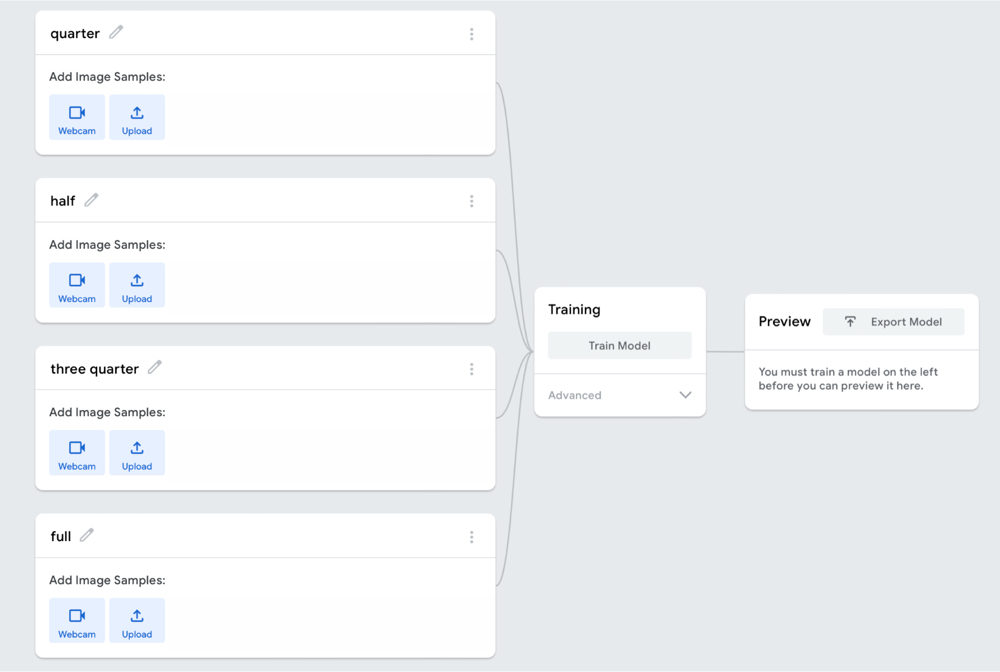 quarter
Add Image Samples:
Webcam
Upload
half
Add Image Samples:
Webcam
Upload
three quarter
Add Image Samples:
Webcam
Upload
full
Add Image Samples:
Webcam
Upload
Training
Train Model
Advanced
Preview
Export Model
You must train a model on the left
before you can preview it here.